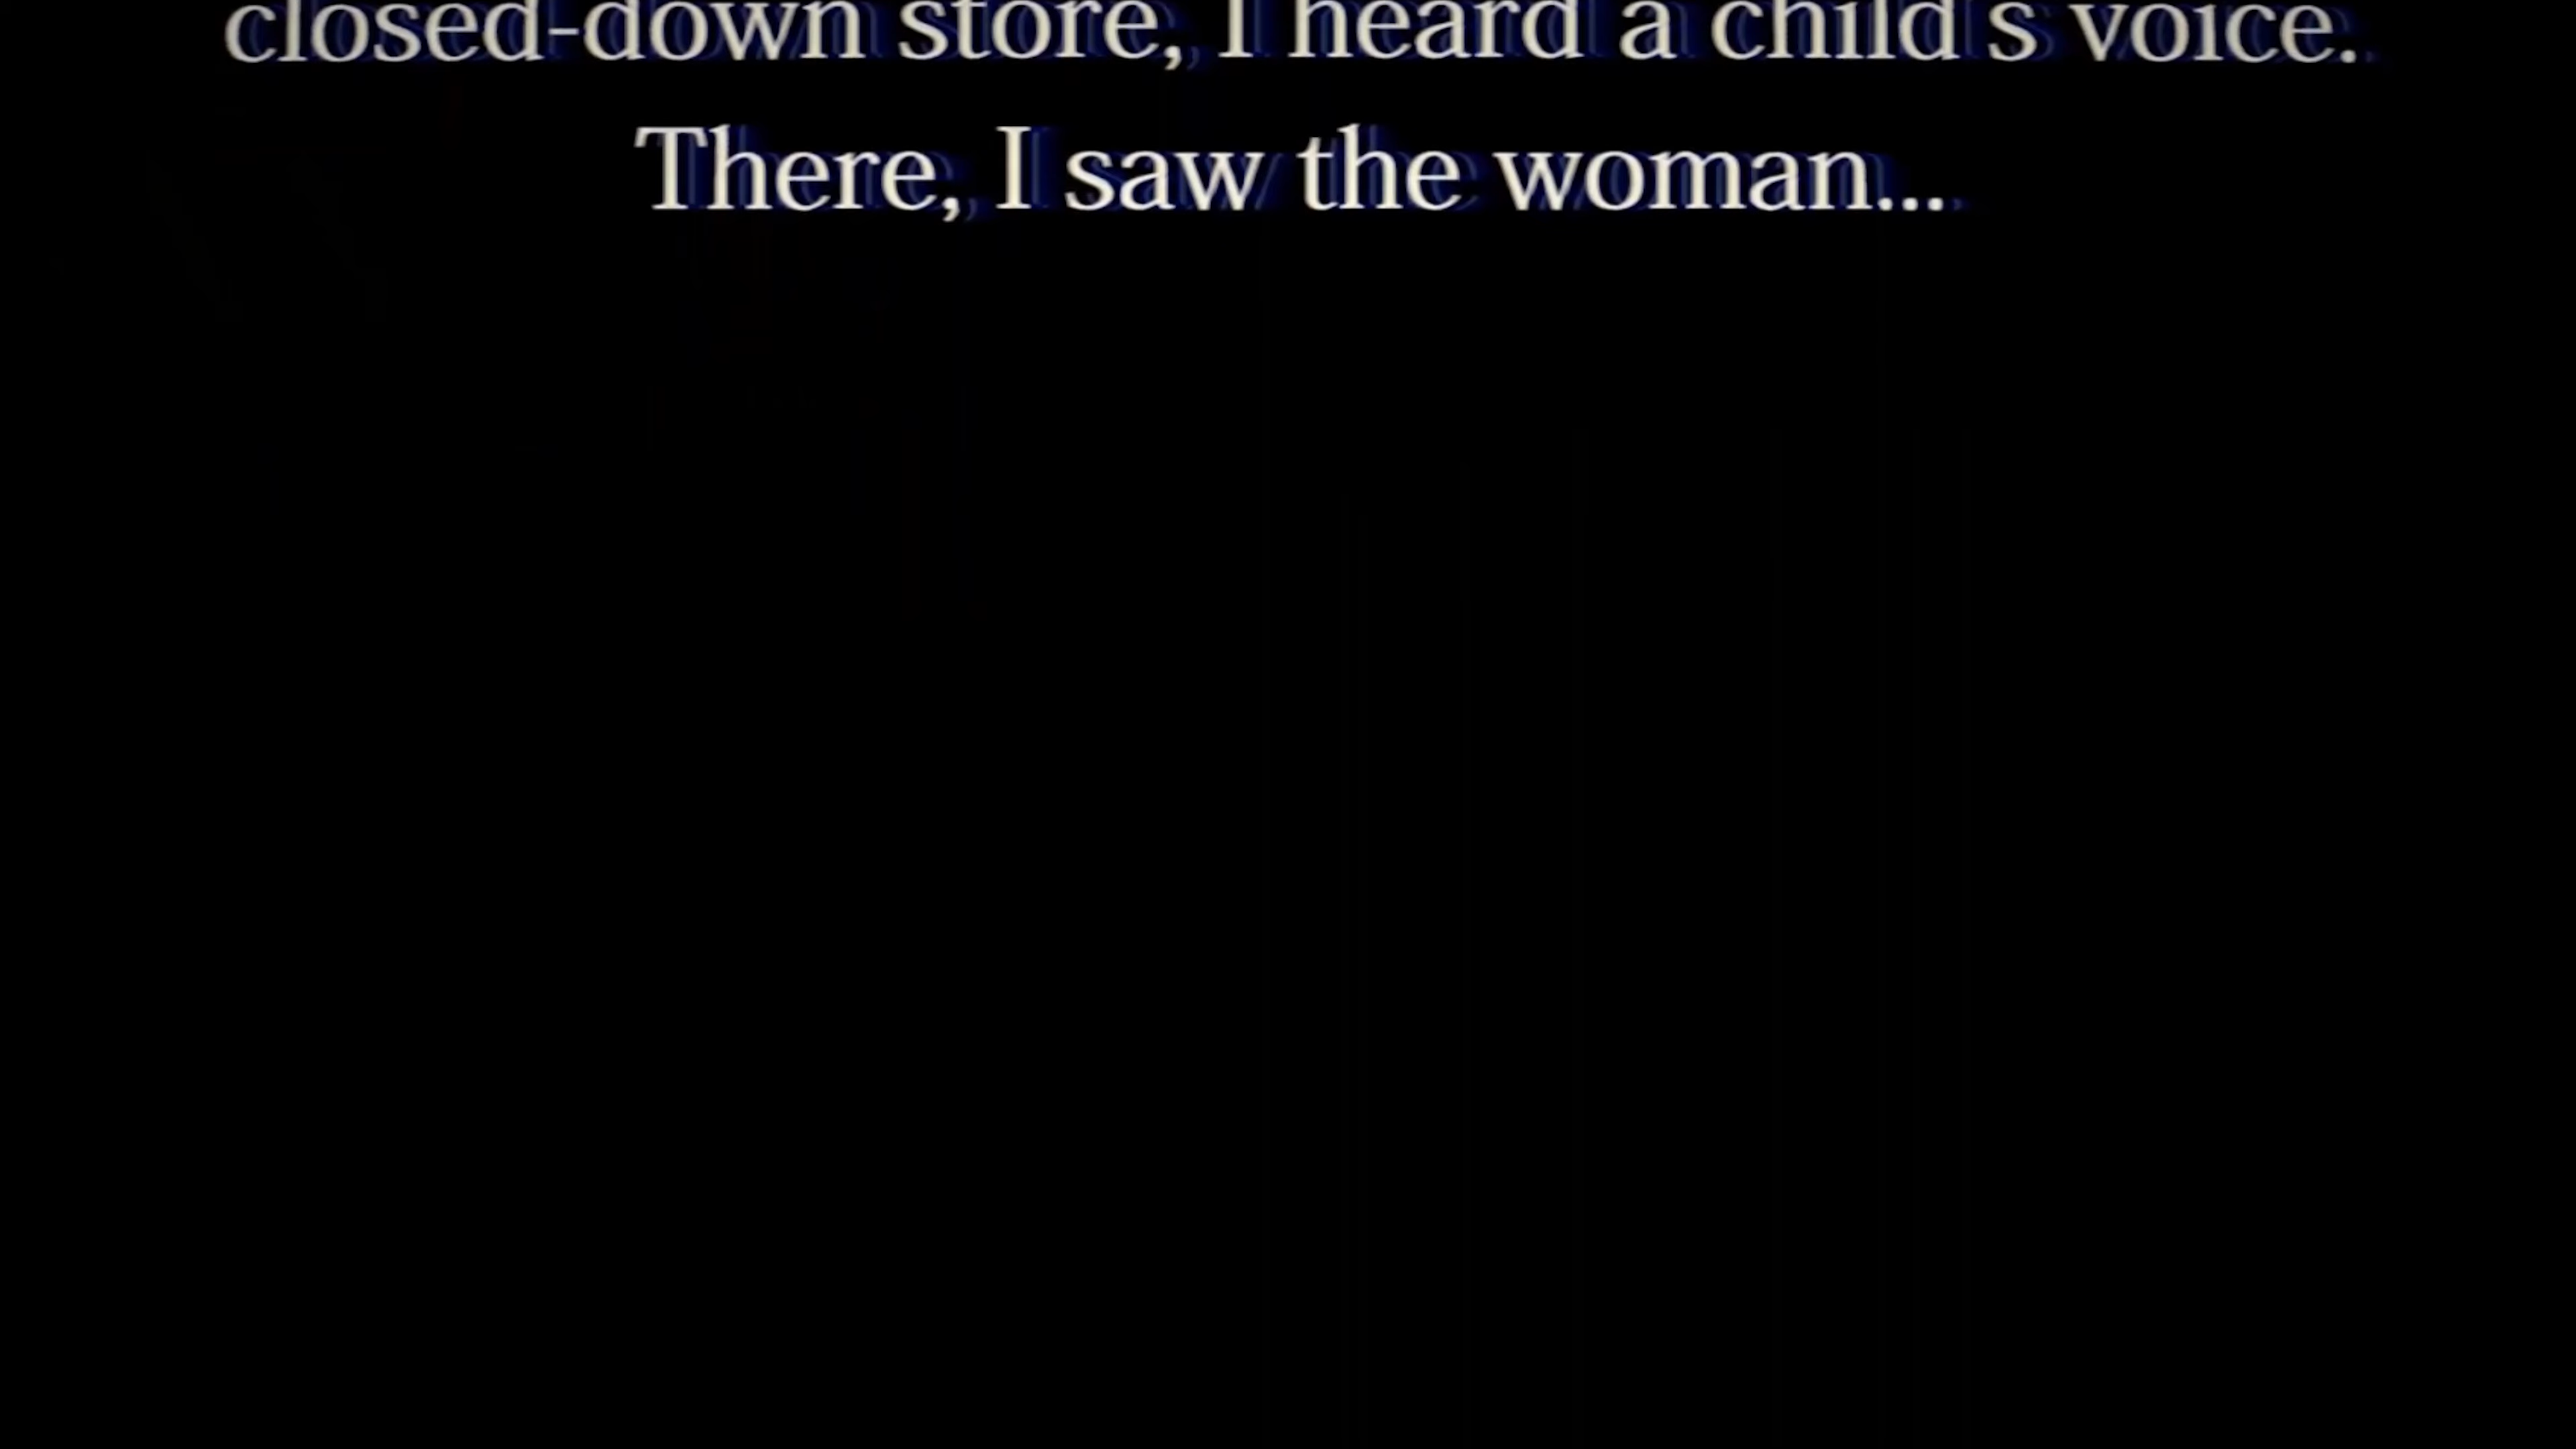 closed-down store, I heard a child's voice.
There, I saw the woman...